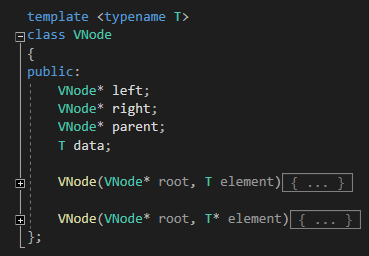 template <typename T>
class VNode
{
public:
    VNode* left;
    VNode* right;
    VNode* parent;
    T data;
    VNode(VNode* root, T element){ ... }
    VNode(VNode* root, T* element){ ... }
};